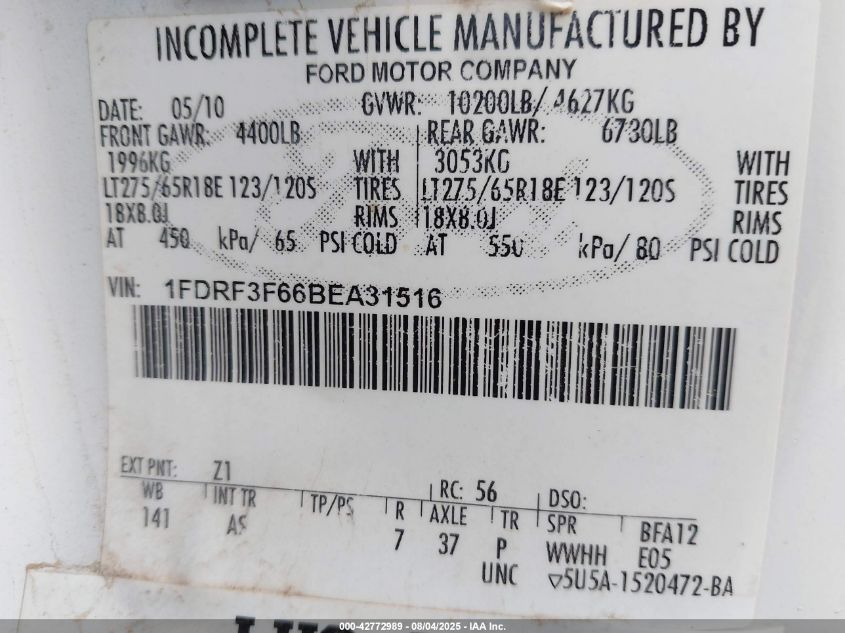 INCOMPLETE VEHICLE MANUFACTURED BY
FORD MOTOR COMPANY
DATE: 05/10 GVWR: 10200LB/ 4627KG
FRONT GAWR: 4400LB REAR GAWR: 6730LB
1996KG WITH 3053KG WITH
LT275/65R18E 123/120S TIRES LT275/65R18E 123/120S TIRES
18X8.0J RIMS 18X8.0J RIMS
AT 450 kPa/ 65 PSI COLD AT 550 kPa/ 80 PSI COLD
VIN: 1FDRF3F66BEA31516
EXT PNT: Z1 RC: 56 DSO:
WB INT TR TP/PS R AXLE TR SPR BFA12
141 AS 7 37 P WWHH E05
UNC ▽5U5A-1520472-BA
000-42772989 - 08/04/2025 - IAA Inc.